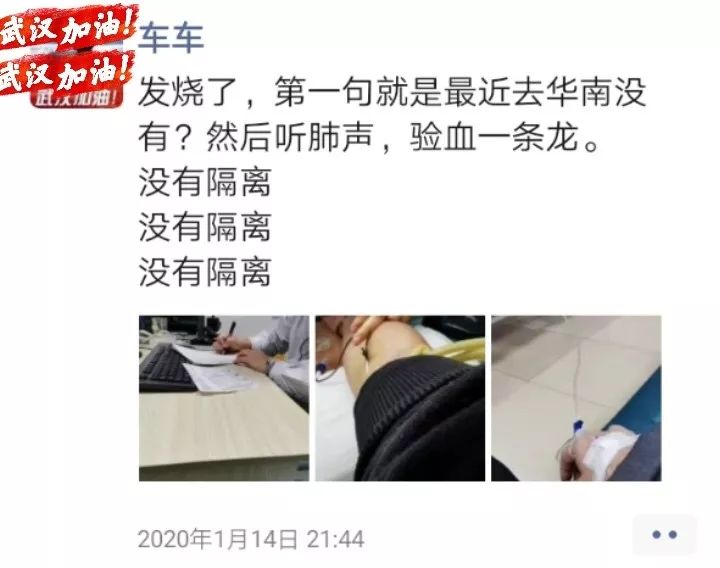 武汉加油!
车车
武汉加油!
武汉加油!
发烧了，第一句就是最近去华南没
有？然后听肺声，验血一条龙。
没有隔离
没有隔离
没有隔离
2020年1月14日 21:44